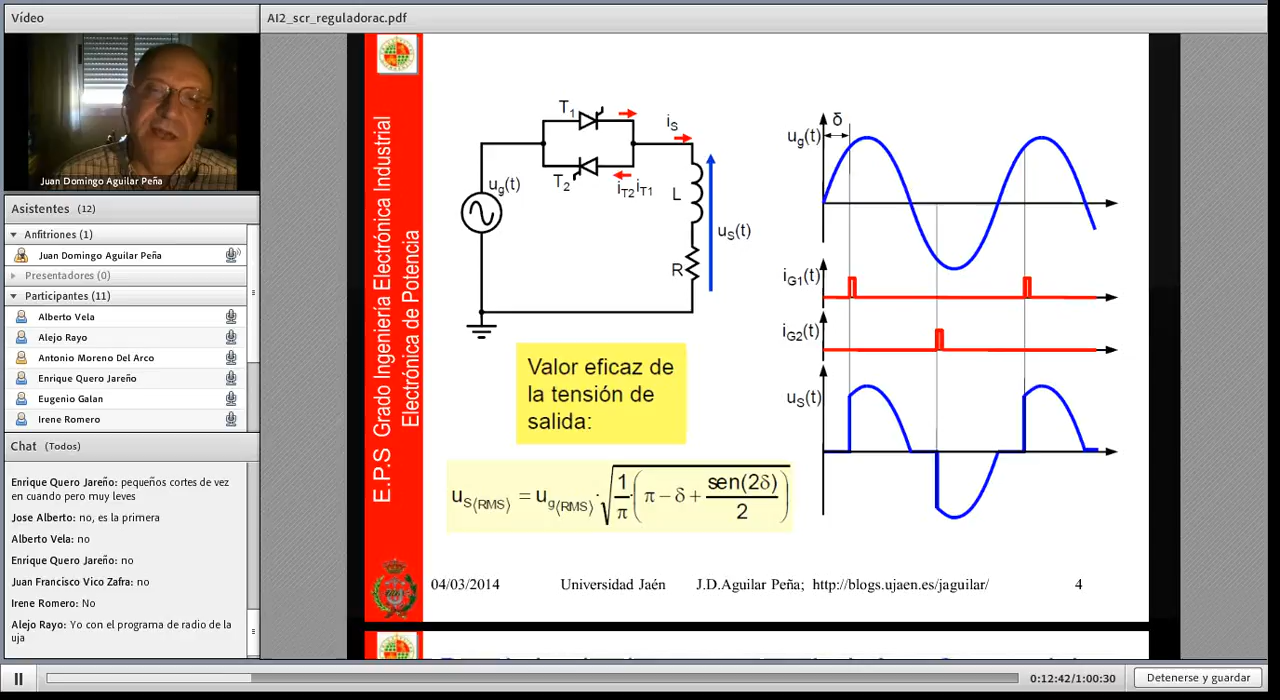 Vídeo
AI2_scr_reguladorac.pdf
Juan Domingo Aguilar Peña
Asistentes (12)
Anfitriones (1)
Juan Domingo Aguilar Peña
Presentadores (0)
Participantes (11)
Alberto Vela
Alejo Rayo
Antonio Moreno Del Arco
Enrique Quero Jareño
Eugenio Galan
Irene Romero
Chat (Todos)
Enrique Quero Jareño: pequeños cortes de vez
en cuando pero muy leves
Jose Alberto: no, es la primera
Alberto Vela: no
Enrique Quero Jareño: no
Juan Francisco Vico Zafra: no
Irene Romero: No
Alejo Rayo: Yo con el programa de radio de la
uja
E.P.S Grado Ingeniería Electrónica Industrial
Electrónica de Potencia
T1
iS
ug(t)
T2
iT2 iT1
L
uS(t)
R
δ
ug(t)
iG1(t)
iG2(t)
uS(t)
Valor eficaz de
la tensión de
salida:
uS(RMS) = ug(RMS)·√(1/π·(π − δ + sen(2δ)/2))
04/03/2014 Universidad Jaén J.D.Aguilar Peña; http://blogs.ujaen.es/jaguilar/ 4
0:12:42/1:00:30
Detenerse y guardar